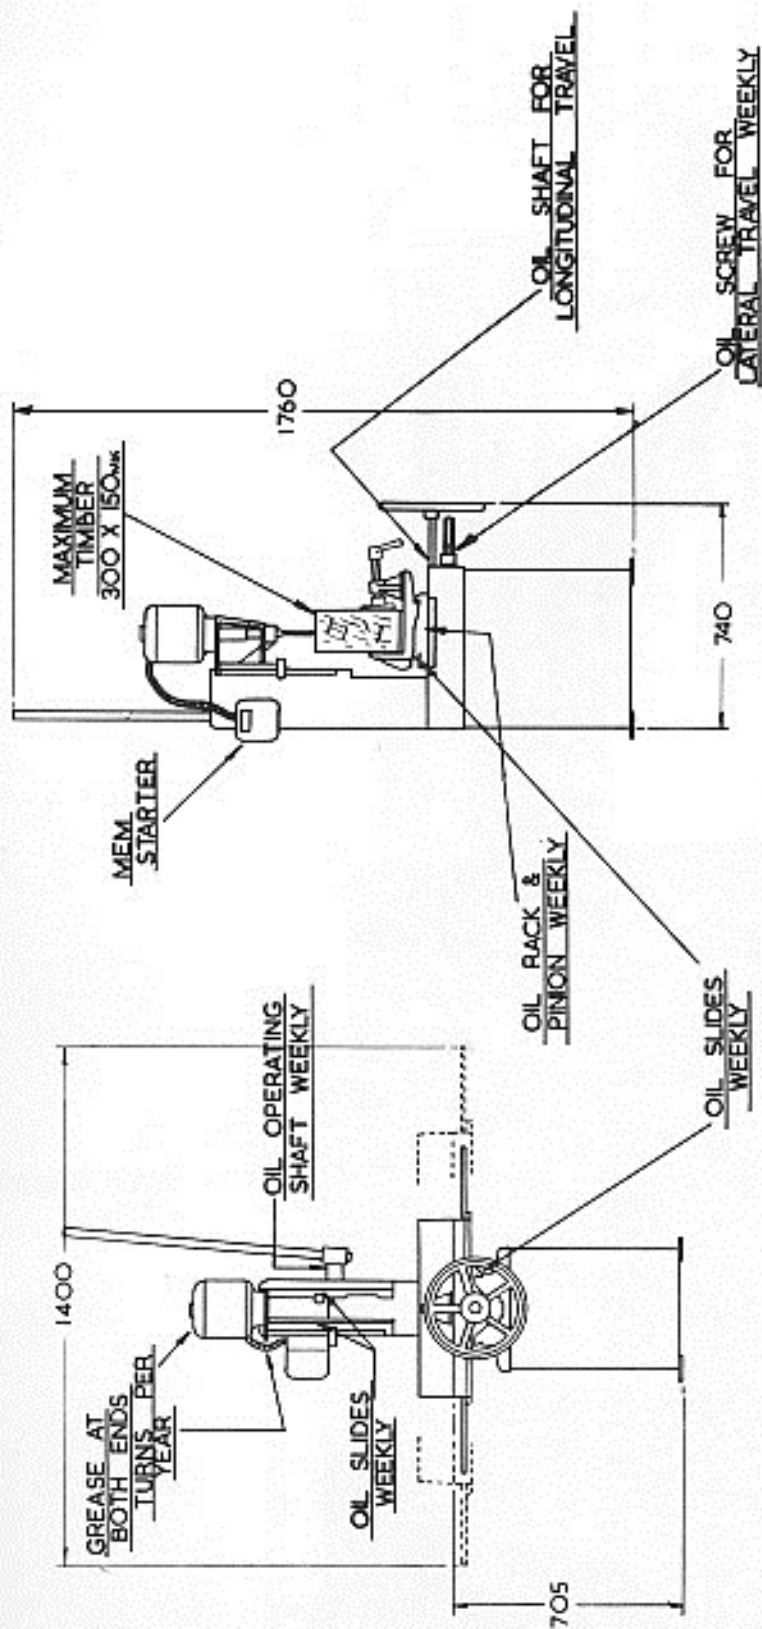 GREASE AT
BOTH ENDS
TURNS PER
YEAR
1400
OIL OPERATING
SHAFT WEEKLY
OIL SLIDES
WEEKLY
705
MEM
STARTER
MAXIMUM
TIMBER
300 X 150
1760
740
OIL RACK &
PINION WEEKLY
OIL SLIDES
WEEKLY
OIL SHAFT FOR
LONGITUDINAL TRAVEL
OIL SCREW FOR
LATERAL TRAVEL WEEKLY